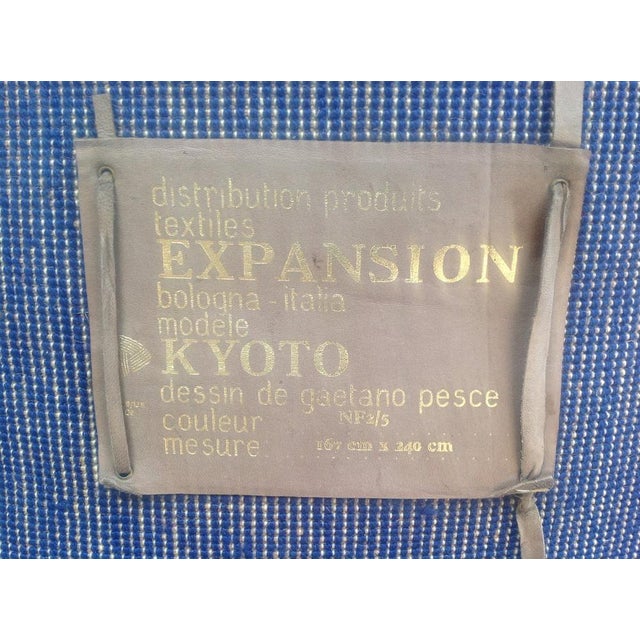 distribution produits
textiles
EXPANSION
bologna - italia
modele
KYOTO
dessin de gaetano pesce
couleur NF2/5
mesure. 167 cm x 240 cm